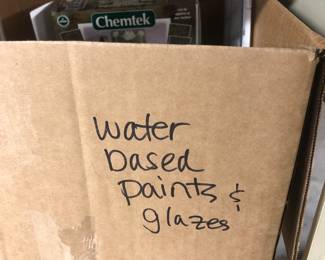 Chemtek
water
based
paints &
glazes